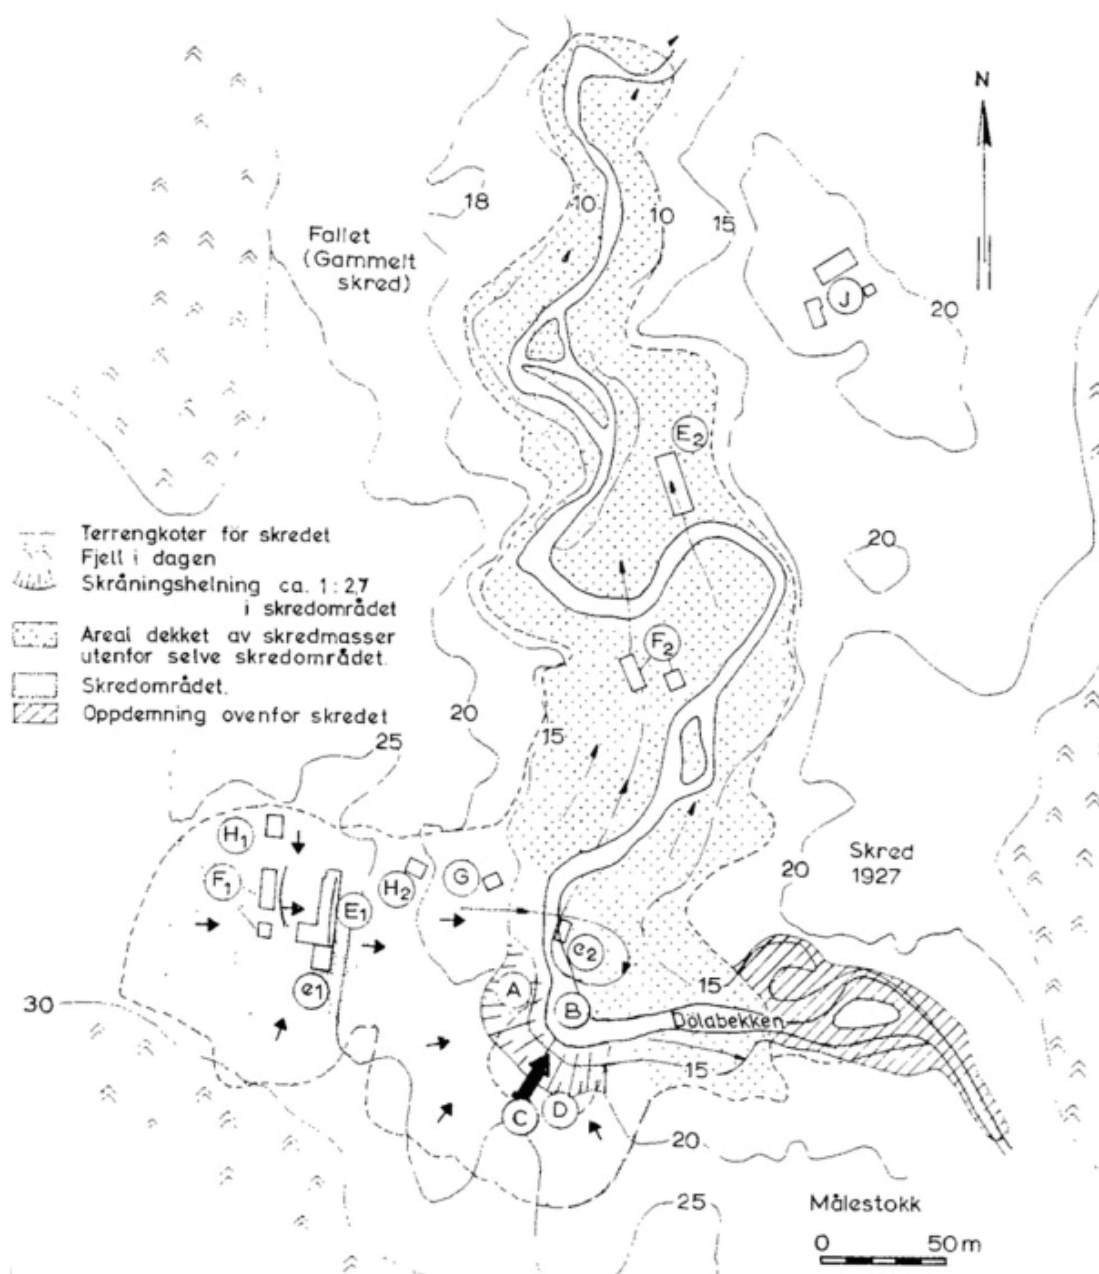 N
18
10
10
15
Fallet
(Gammelt
skred)
J
20
E2
20
Terrengkoter för skredet
Fjell i dagen
Skråningshelning ca. 1:2,7
i skredområdet
Areal dekket av skredmasser
utenfor selve skredområdet.
Skredområdet.
Oppdemning ovenfor skredet
F2
20
15
25
H1
H2
G
F1
E1
20
Skred
1927
e2
e1
A
15
30
B
Dölabekken
15
C
D
20
25
Målestokk
0
50 m